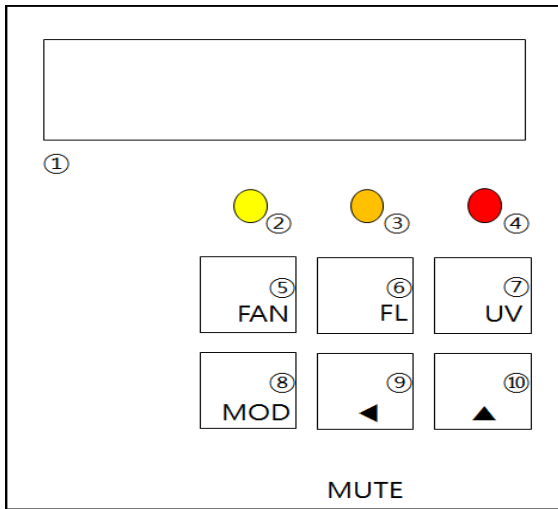 ①
② ③ ④
⑤ ⑥ ⑦
FAN FL UV
⑧ ⑨ ⑩
MOD ◀ ▲
MUTE